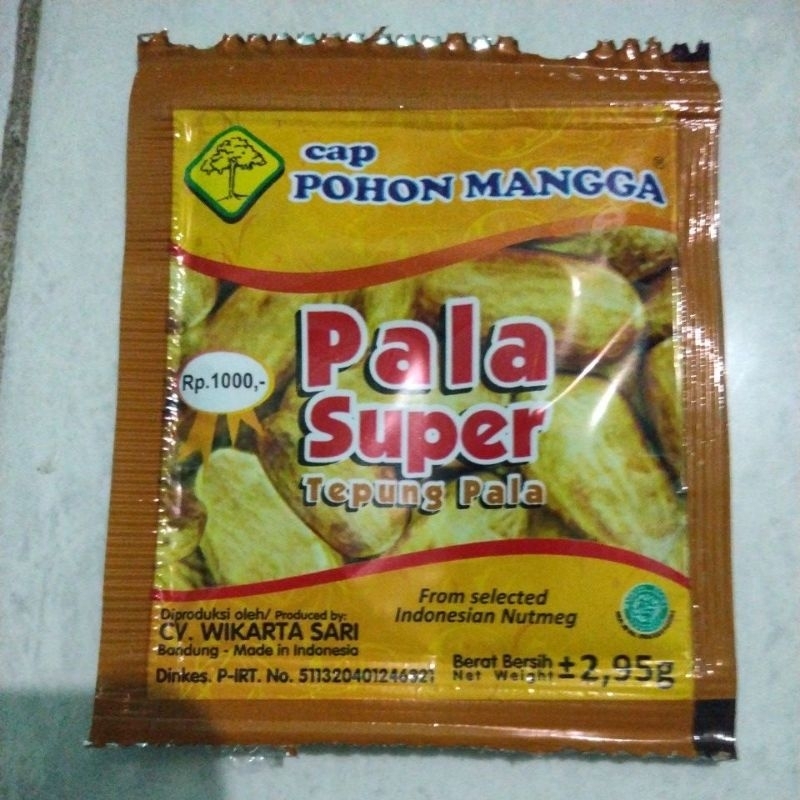 cap
POHON MANGGA
®
Pala
Super
Tepung Pala
Rp.1000,-
From selected
Indonesian Nutmeg
Diproduksi oleh/ Produced by:
CV. WIKARTA SARI
Bandung - Made in Indonesia
Dinkes. P-IRT. No. 511320401246321
Berat Bersih
Net Weight ±2,95g